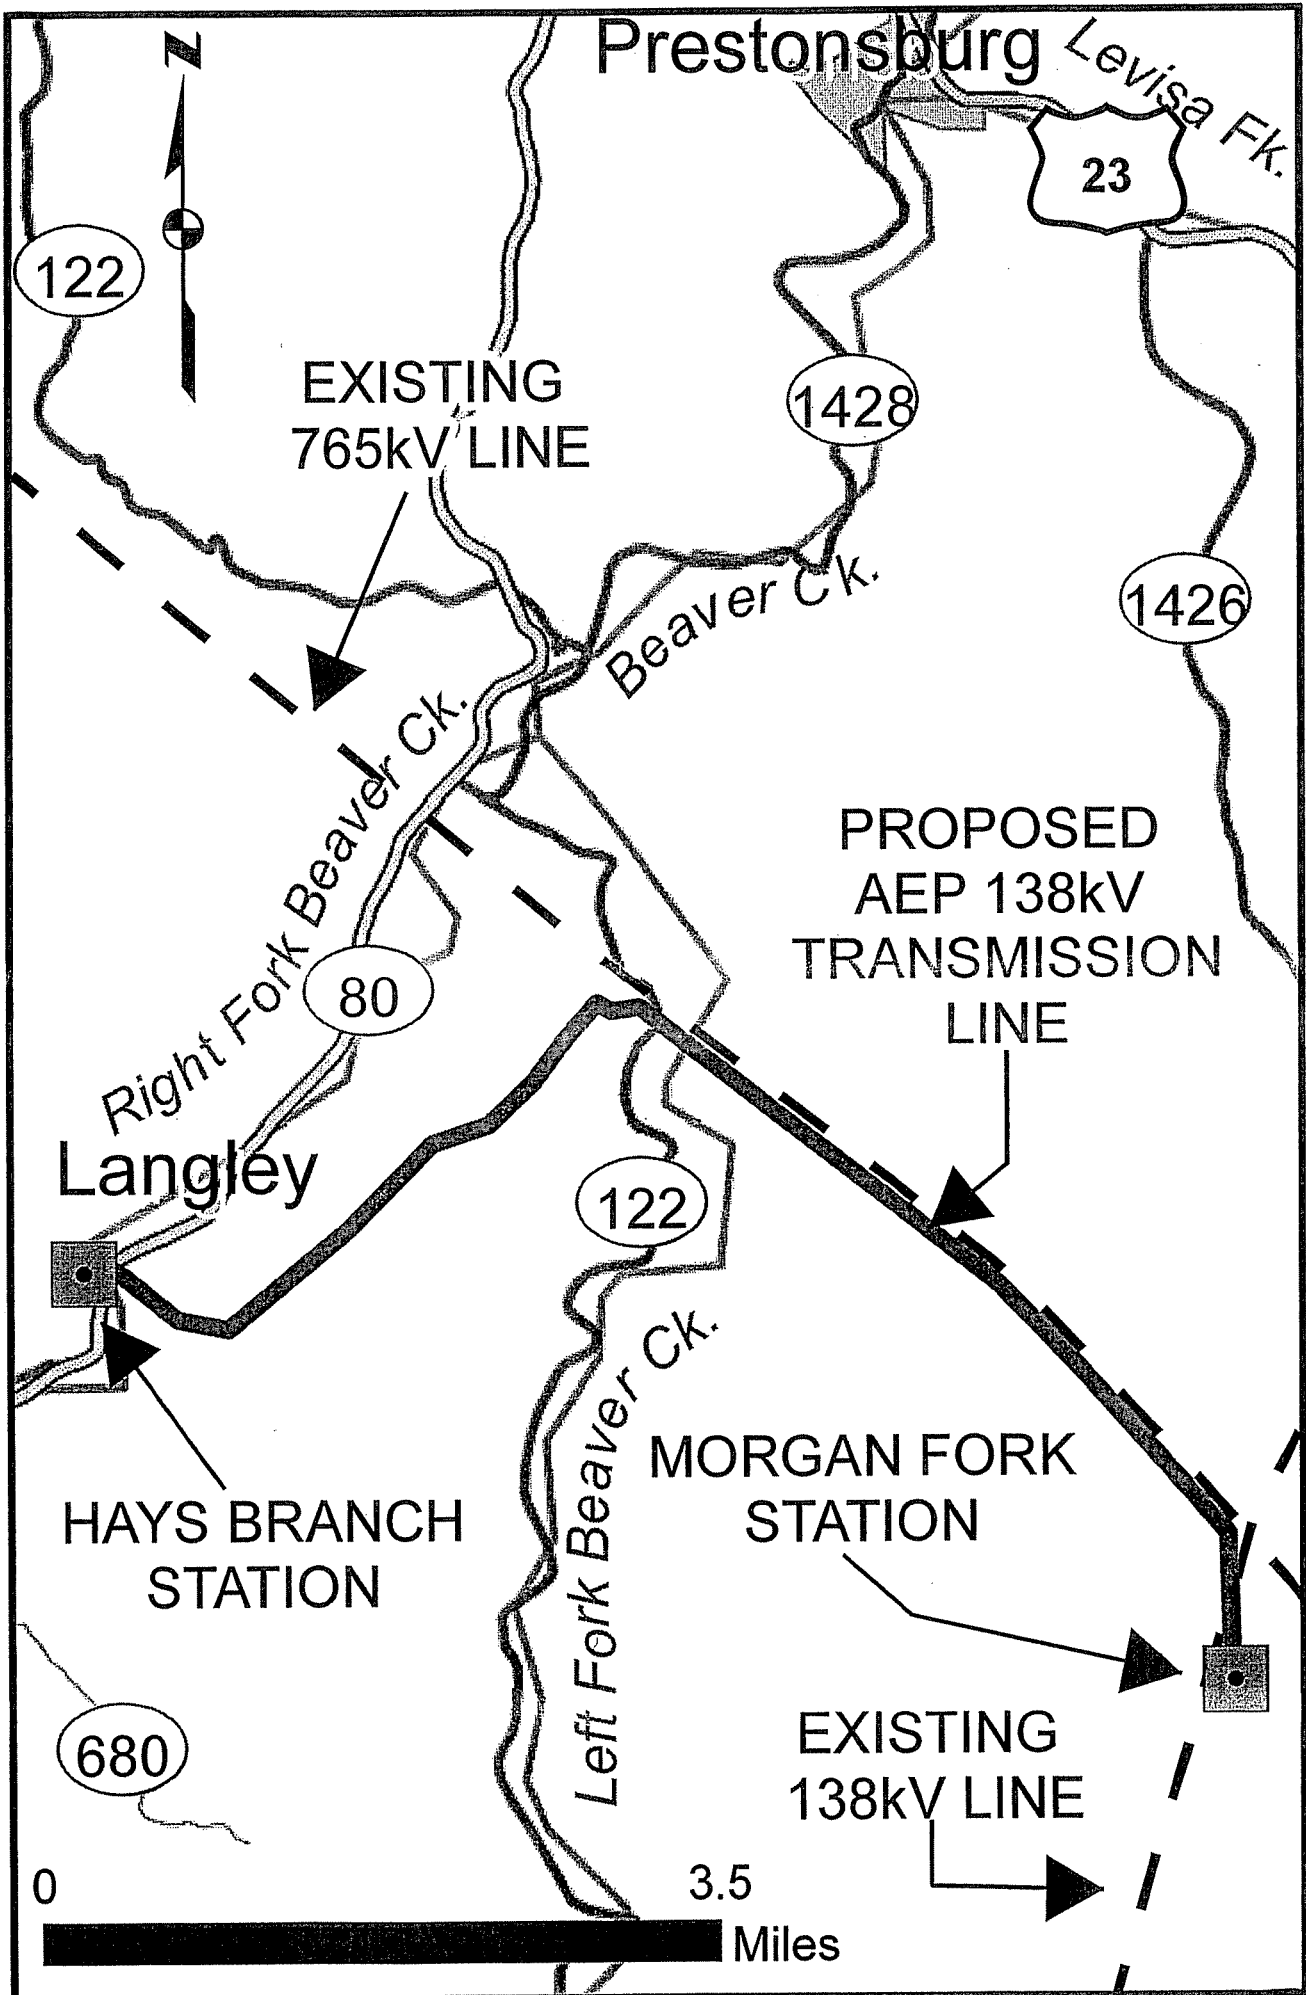 Prestonsburg
Levisa Fk.
N
23
122
EXISTING
765kV LINE
1428
1426
Beaver Ck.
Right Fork Beaver Ck.
PROPOSED
AEP 138kV
TRANSMISSION
LINE
80
Langley
122
Left Fork Beaver Ck.
MORGAN FORK
STATION
HAYS BRANCH
STATION
680
EXISTING
138kV LINE
0
3.5
Miles